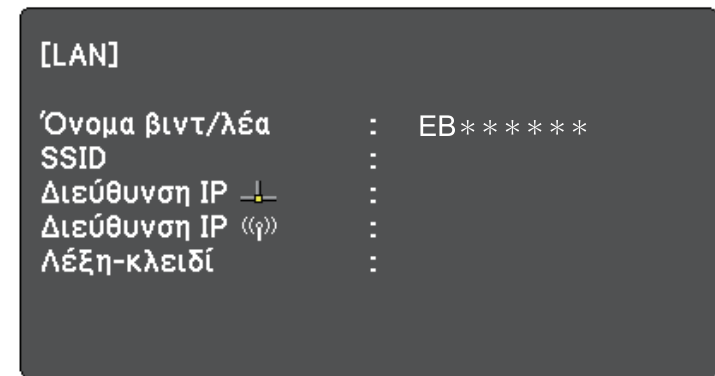 [LAN]
Όνομα βιντ/λέα : EB******
SSID :
Διεύθυνση IP :
Διεύθυνση IP :
Λέξη-κλειδί :